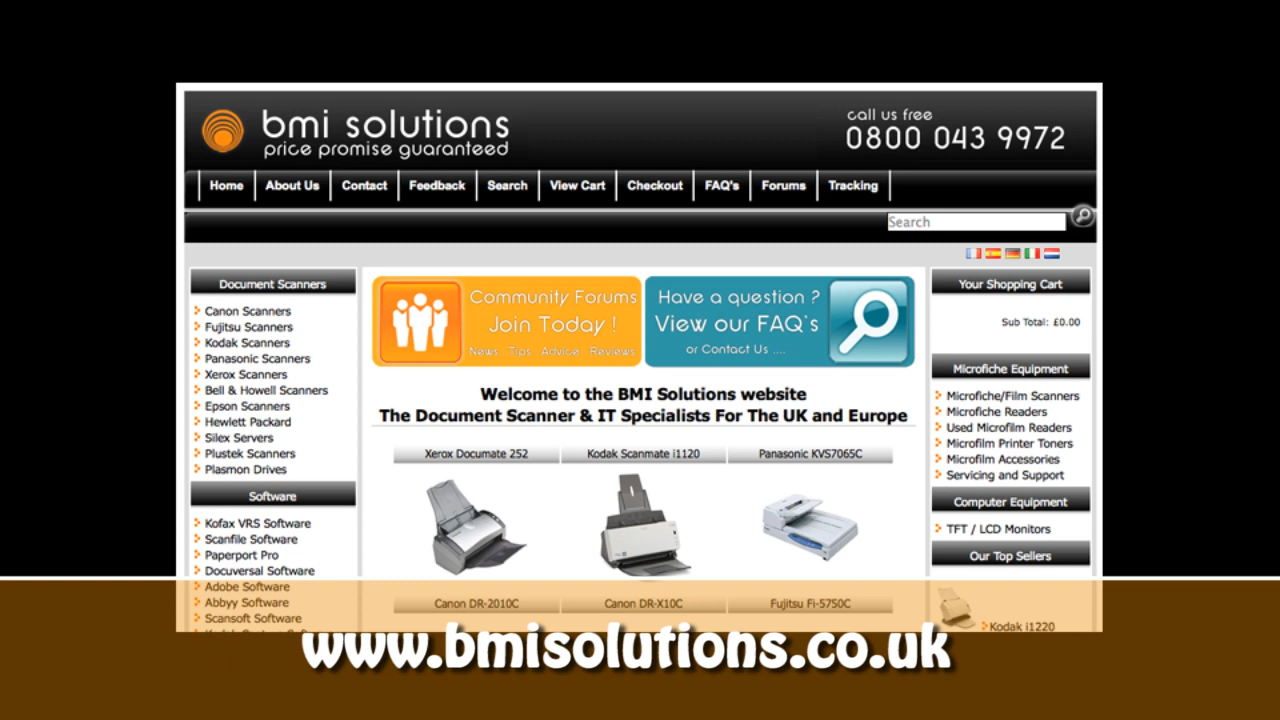 bmi solutions
price promise guaranteed
call us free
0800 043 9972
Home About Us Contact Feedback Search View Cart Checkout FAQ's Forums Tracking
Search
Document Scanners
Canon Scanners
Fujitsu Scanners
Kodak Scanners
Panasonic Scanners
Xerox Scanners
Bell & Howell Scanners
Epson Scanners
Hewlett Packard
Silex Servers
Plustek Scanners
Plasmon Drives
Software
Kofax VRS Software
Scanfile Software
Paperport Pro
Docuversal Software
Adobe Software
Abbyy Software
Scansoft Software
Community Forums
Join Today !
News Tips Advice Reviews
Have a question ?
View our FAQ's
or Contact Us ....
Welcome to the BMI Solutions website
The Document Scanner & IT Specialists For The UK and Europe
Xerox Documate 252 Kodak Scanmate i1120 Panasonic KVS7065C
Canon DR-2010C Canon DR-X10C Fujitsu Fi-5750C
Your Shopping Cart
Sub Total: £0.00
Microfiche Equipment
Microfiche/Film Scanners
Microfiche Readers
Used Microfilm Readers
Microfilm Printer Toners
Microfilm Accessories
Servicing and Support
Computer Equipment
TFT / LCD Monitors
Our Top Sellers
Kodak i1220
www.bmisolutions.co.uk